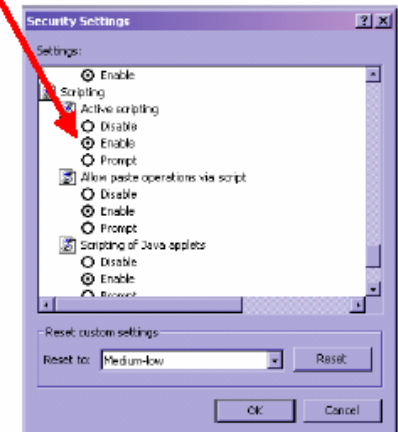 Security Settings
Settings:
Enable
Scripting
Active scripting
Disable
Enable
Prompt
Allow paste operations via script
Disable
Enable
Prompt
Scripting of Java applets
Disable
Enable
Prompt
Reset custom settings
Reset to: Medium-low Reset
OK Cancel